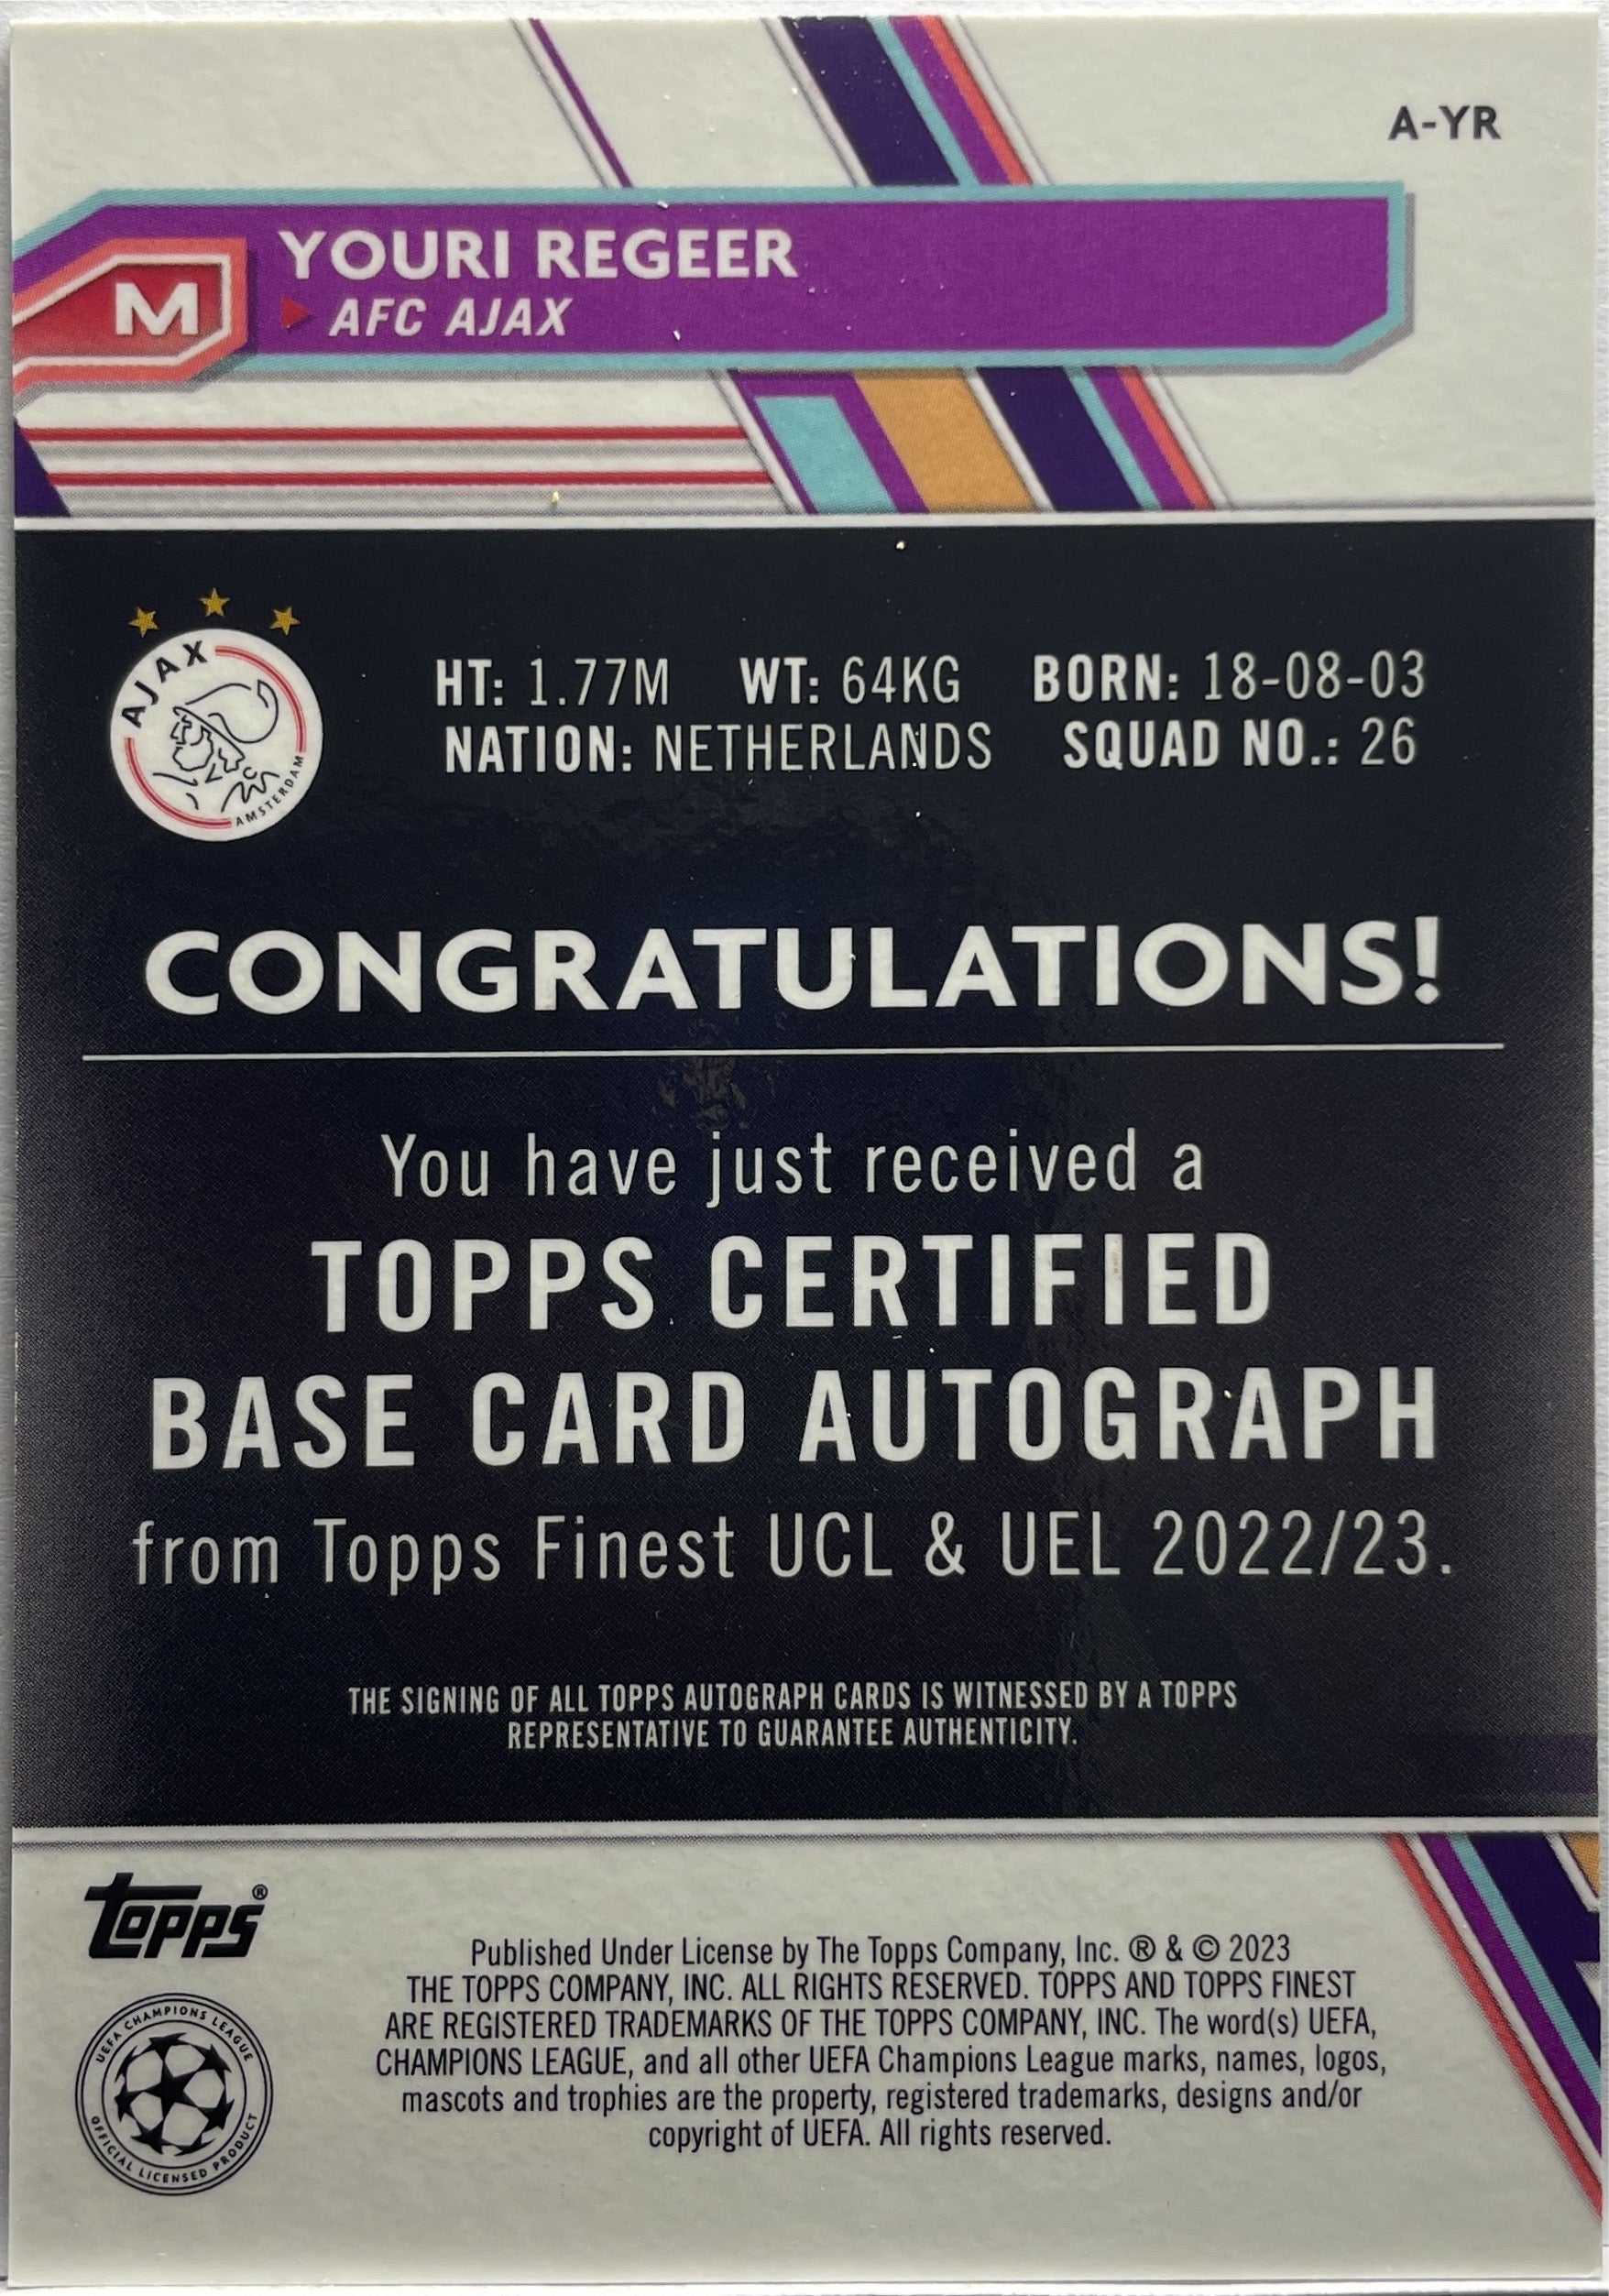 A-YR
YOURI REGEER
M
AFC AJAX
AJAX
AMSTERDAM
HT: 1.77M WT: 64KG BORN: 18-08-03
NATION: NETHERLANDS SQUAD NO.: 26
CONGRATULATIONS!
You have just received a
TOPPS CERTIFIED
BASE CARD AUTOGRAPH
from Topps Finest UCL & UEL 2022/23.
THE SIGNING OF ALL TOPPS AUTOGRAPH CARDS IS WITNESSED BY A TOPPS
REPRESENTATIVE TO GUARANTEE AUTHENTICITY.
Topps®
UEFA CHAMPIONS LEAGUE
OFFICIAL LICENSED PRODUCT
Published Under License by The Topps Company, Inc. ® & © 2023
THE TOPPS COMPANY, INC. ALL RIGHTS RESERVED. TOPPS AND TOPPS FINEST
ARE REGISTERED TRADEMARKS OF THE TOPPS COMPANY, INC. The word(s) UEFA,
CHAMPIONS LEAGUE, and all other UEFA Champions League marks, names, logos,
mascots and trophies are the property, registered trademarks, designs and/or
copyright of UEFA. All rights reserved.